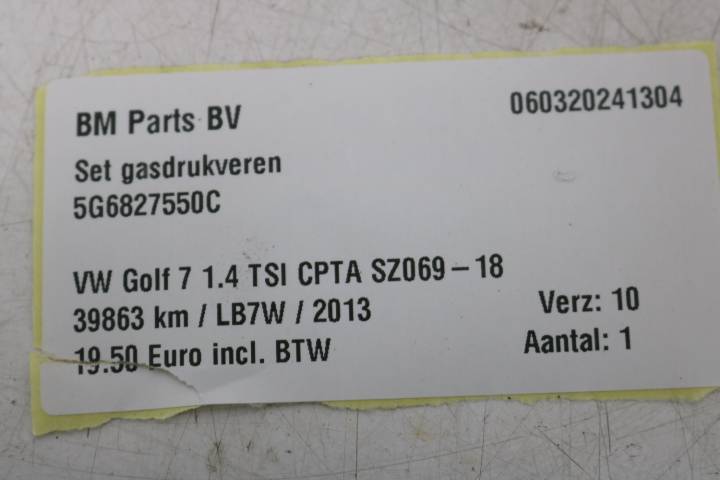 BM Parts BV
060320241304
Set gasdrukveren
5G6827550C
VW Golf 7 1.4 TSI CPTA SZ069-18
39863 km / LB7W / 2013
Verz: 10
19.50 Euro incl. BTW
Aantal: 1